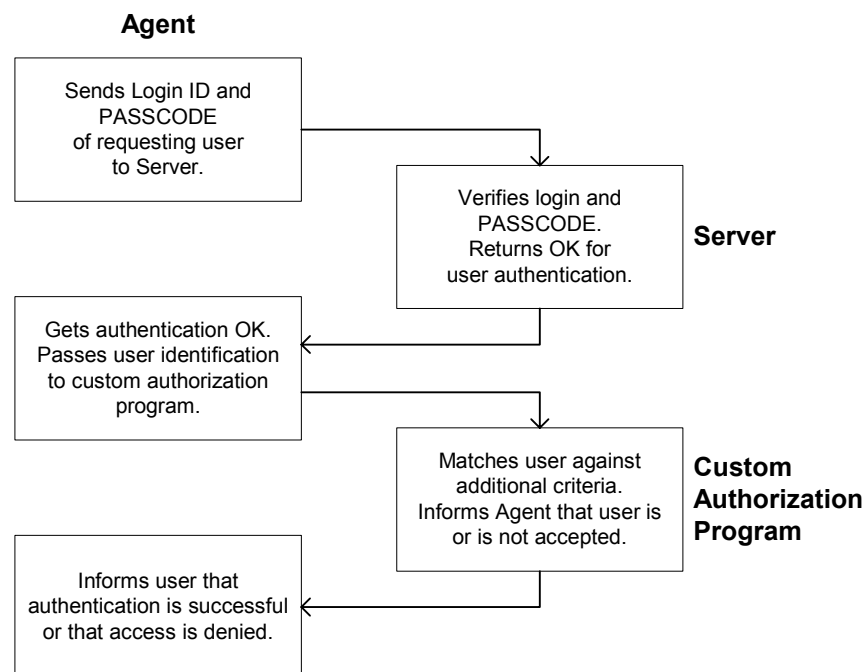 Agent
Sends Login ID and
PASSCODE
of requesting user
to Server.
Verifies login and
PASSCODE.
Returns OK for
user authentication.
Server
Gets authentication OK.
Passes user identification
to custom authorization
program.
Matches user against
additional criteria.
Informs Agent that user is
or is not accepted.
Custom
Authorization
Program
Informs user that
authentication is successful
or that access is denied.